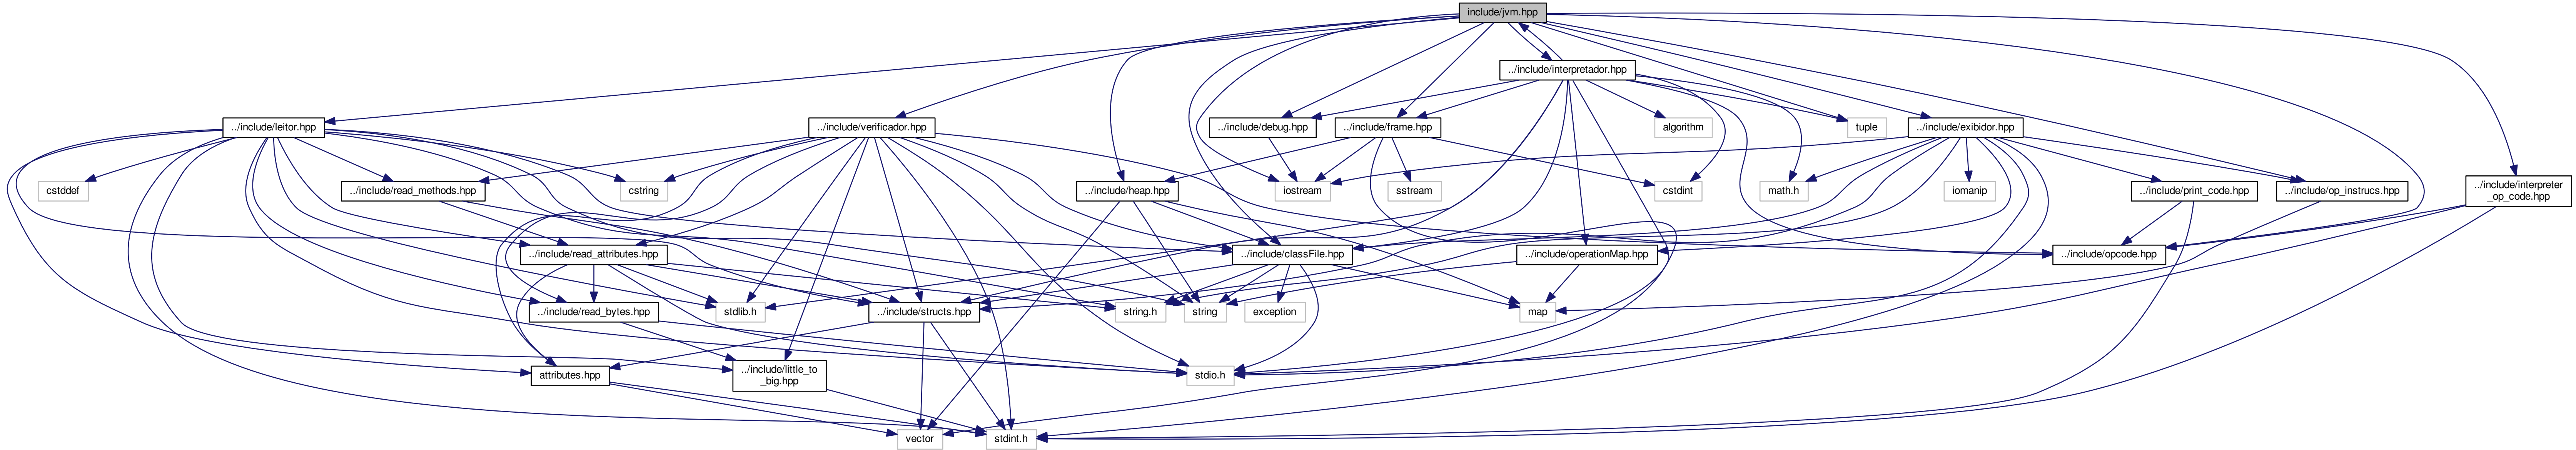 include/jvm.hpp
../include/interpretador.hpp
../include/leitor.hpp
../include/verificador.hpp
../include/debug.hpp
../include/frame.hpp
algorithm
tuple
../include/exibidor.hpp
cstddef
../include/read_methods.hpp
cstring
../include/heap.hpp
iostream
sstream
cstdint
math.h
iomanip
../include/print_code.hpp
../include/op_instrucs.hpp
../include/interpreter
_op_code.hpp
../include/read_attributes.hpp
../include/classFile.hpp
../include/operationMap.hpp
../include/opcode.hpp
../include/read_bytes.hpp
stdlib.h
../include/structs.hpp
string.h
string
exception
map
attributes.hpp
../include/little_to
_big.hpp
stdio.h
vector
stdint.h